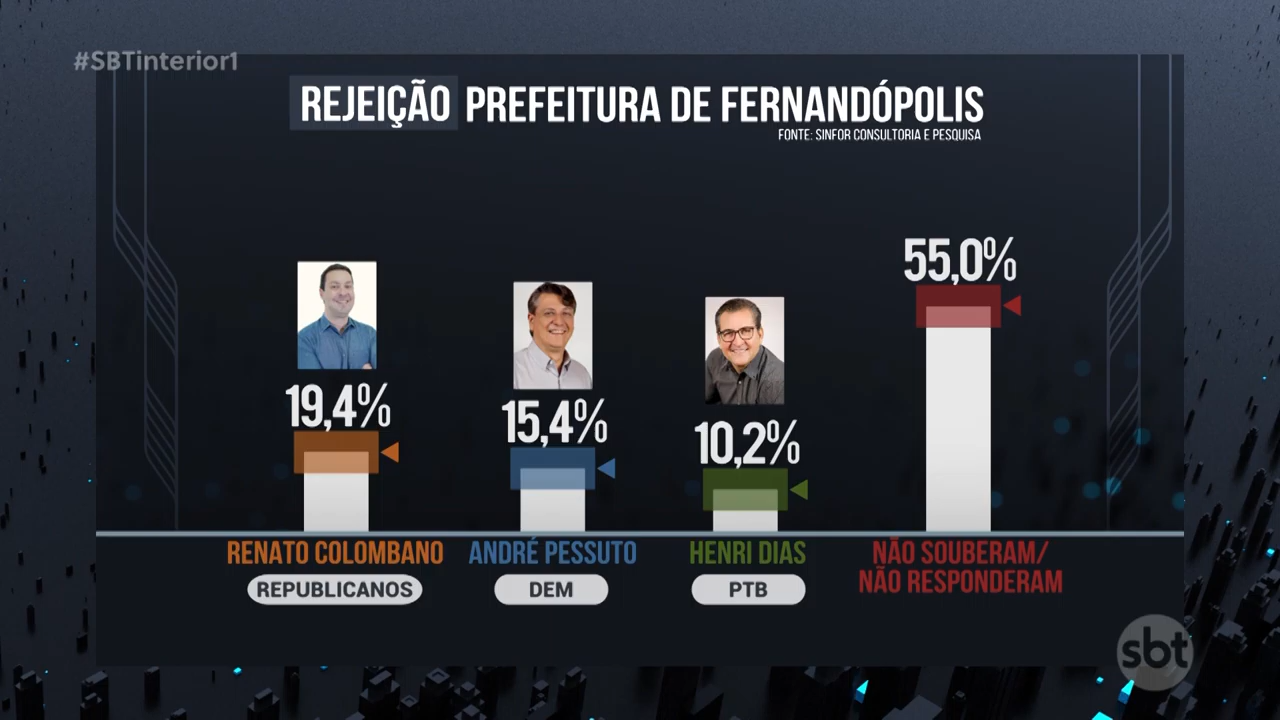 #SBTinterior1
REJEIÇÃO PREFEITURA DE FERNANDÓPOLIS
FONTE: SINFOR CONSULTORIA E PESQUISA
19,4%
15,4%
10,2%
55,0%
RENATO COLOMBANO
REPUBLICANOS
ANDRÉ PESSUTO
DEM
HENRI DIAS
PTB
NÃO SOUBERAM/
NÃO RESPONDERAM
sbt